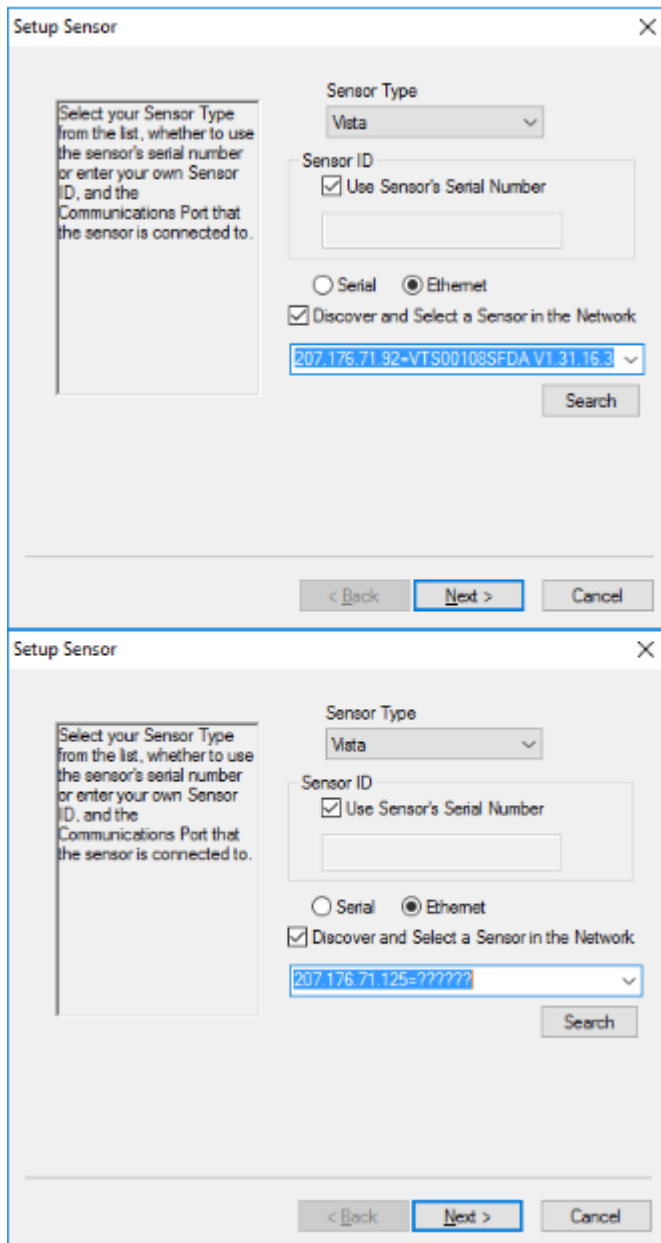 Setup Sensor
Sensor Type
Vista
Select your Sensor Type
from the list, whether to use
the sensor's serial number
or enter your own Sensor
ID, and the
Communications Port that
the sensor is connected to.
Sensor ID
Use Sensor's Serial Number
Serial Ethernet
Discover and Select a Sensor in the Network
207.176.71.92=VTS00108SFDA V1.31.16.3
Search
< Back Next > Cancel
Setup Sensor
Sensor Type
Vista
Select your Sensor Type
from the list, whether to use
the sensor's serial number
or enter your own Sensor
ID, and the
Communications Port that
the sensor is connected to.
Sensor ID
Use Sensor's Serial Number
Serial Ethernet
Discover and Select a Sensor in the Network
207.176.71.125=??????
Search
< Back Next > Cancel